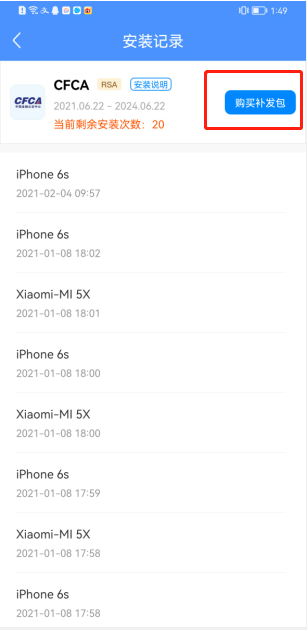 1:49
安装记录
CFCA RSA 安装说明
CFCA
2021.06.22 - 2024.06.22
购买补发包
当前剩余安装次数：20
iPhone 6s
2021-02-04 09:57
iPhone 6s
2021-01-08 18:02
Xiaomi-MI 5X
2021-01-08 18:01
iPhone 6s
2021-01-08 18:00
Xiaomi-MI 5X
2021-01-08 18:00
iPhone 6s
2021-01-08 17:59
Xiaomi-MI 5X
2021-01-08 17:58
iPhone 6s
2021-01-08 17:58